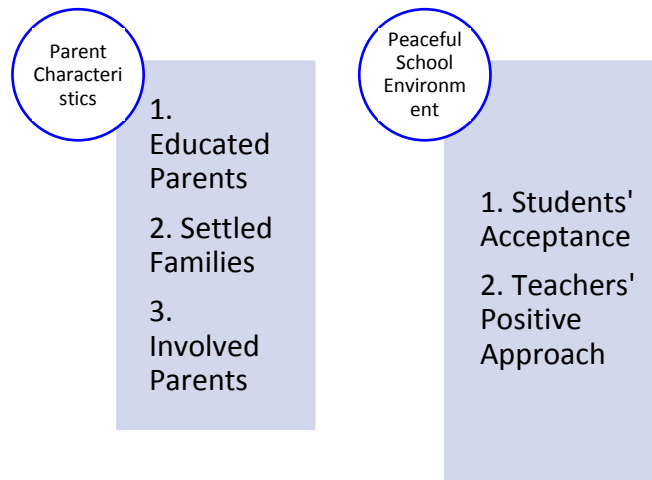 Parent
Characteri
stics
1.
Educated
Parents
2. Settled
Families
3.
Involved
Parents
Peaceful
School
Environm
ent
1. Students'
Acceptance
2. Teachers'
Positive
Approach